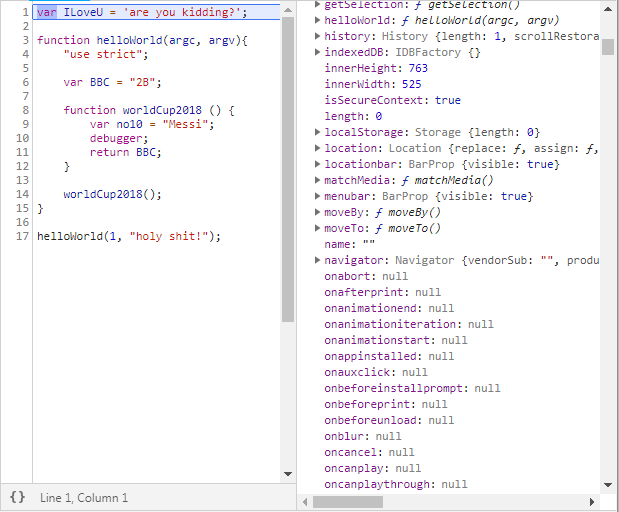 1 var ILoveU = 'are you kidding?';
2
3 function helloWorld(argc, argv){
4 "use strict";
5
6 var BBC = "2B";
7
8 function worldCup2018 () {
9 var no10 = "Messi";
10 debugger;
11 return BBC;
12 }
13
14 worldCup2018();
15 }
16
17 helloWorld(1, "holy shit!");
{} Line 1, Column 1
getSelection: ƒ getSelection()
helloWorld: ƒ helloWorld(argc, argv)
history: History {length: 1, scrollRestora
indexedDB: IDBFactory {}
innerHeight: 763
innerWidth: 525
isSecureContext: true
length: 0
localStorage: Storage {length: 0}
location: Location {replace: ƒ, assign: ƒ,
locationbar: BarProp {visible: true}
matchMedia: ƒ matchMedia()
menubar: BarProp {visible: true}
moveBy: ƒ moveBy()
moveTo: ƒ moveTo()
name: ""
navigator: Navigator {vendorSub: "", produ
onabort: null
onafterprint: null
onanimationend: null
onanimationiteration: null
onanimationstart: null
onappinstalled: null
onauxclick: null
onbeforeinstallprompt: null
onbeforeprint: null
onbeforeunload: null
onblur: null
oncancel: null
oncanplay: null
oncanplaythrough: null